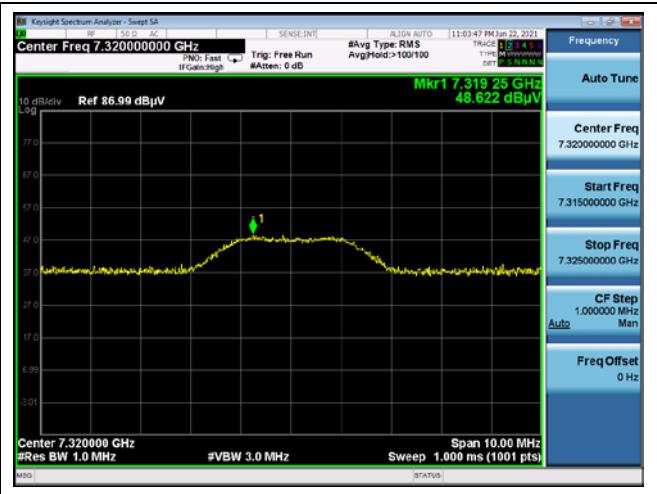 Keysight Spectrum Analyzer - Swept SA
RF 50 Ω AC SENSE:INT ALIGN AUTO 11:03:47 PM Jun 22, 2021
Center Freq 7.320000000 GHz #Avg Type: RMS TRACE 1 2 3 4 5 6 Frequency
PNO: Fast Trig: Free Run Avg|Hold:>100/100 TYPE M
IFGain:High #Atten: 0 dB DET P S N N N N
Auto Tune
Mkr1 7.319 25 GHz
10 dB/div Ref 86.99 dBµV 48.622 dBµV
Log
Center Freq
7.320000000 GHz
77.0
67.0
Start Freq
7.315000000 GHz
57.0
1
47.0
Stop Freq
7.325000000 GHz
37.0
27.0
CF Step
1.000000 MHz
Auto Man
17.0
6.99
Freq Offset
0 Hz
-3.01
Center 7.320000 GHz Span 10.00 MHz
#Res BW 1.0 MHz #VBW 3.0 MHz Sweep 1.000 ms (1001 pts)
MSG STATUS